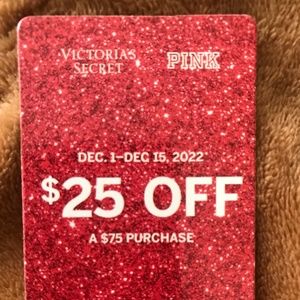 VICTORIA'S
SECRET
PINK
DEC. 1–DEC 15, 2022*
$25 OFF
A $75 PURCHASE